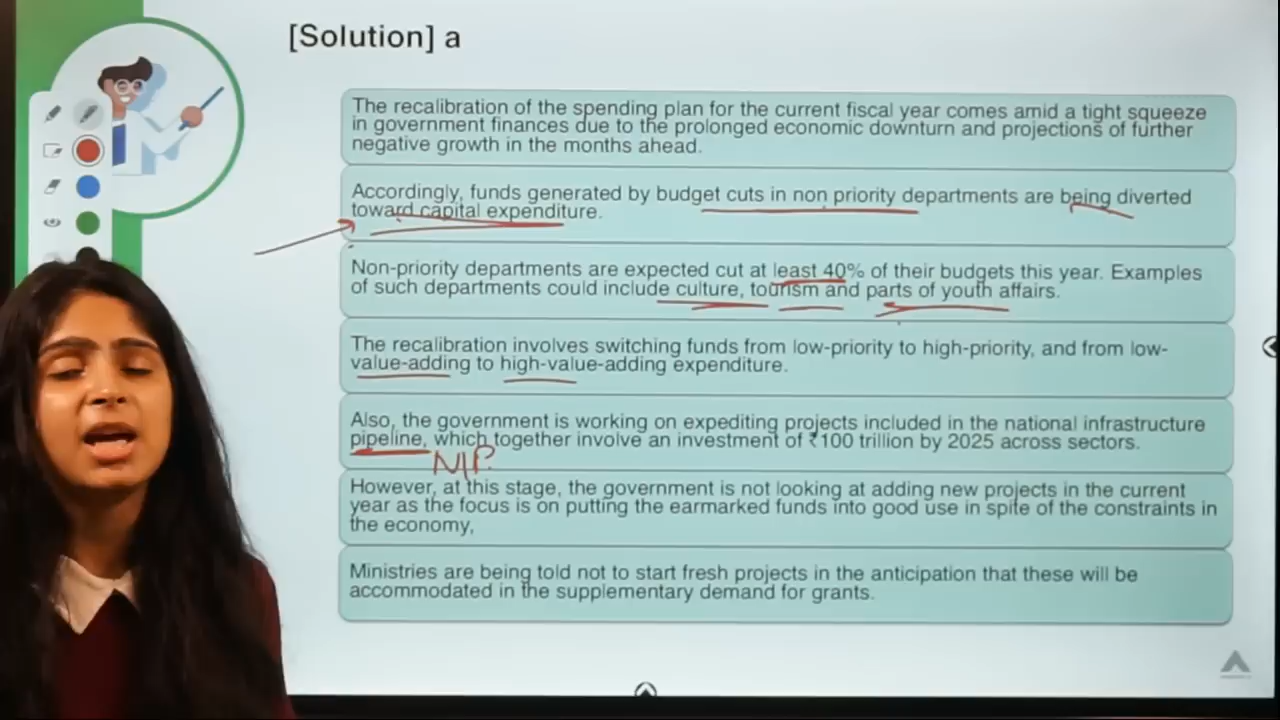 [Solution] a
The recalibration of the spending plan for the current fiscal year comes amid a tight squeeze
in government finances due to the prolonged economic downturn and projections of further
negative growth in the months ahead.
Accordingly, funds generated by budget cuts in non priority departments are being diverted
toward capital expenditure.
Non-priority departments are expected cut at least 40% of their budgets this year. Examples
of such departments could include culture, tourism and parts of youth affairs.
The recalibration involves switching funds from low-priority to high-priority, and from low-
value-adding to high-value-adding expenditure.
Also, the government is working on expediting projects included in the national infrastructure
pipeline, which together involve an investment of ₹100 trillion by 2025 across sectors.
NIP
However, at this stage, the government is not looking at adding new projects in the current
year as the focus is on putting the earmarked funds into good use in spite of the constraints in
the economy,
Ministries are being told not to start fresh projects in the anticipation that these will be
accommodated in the supplementary demand for grants.